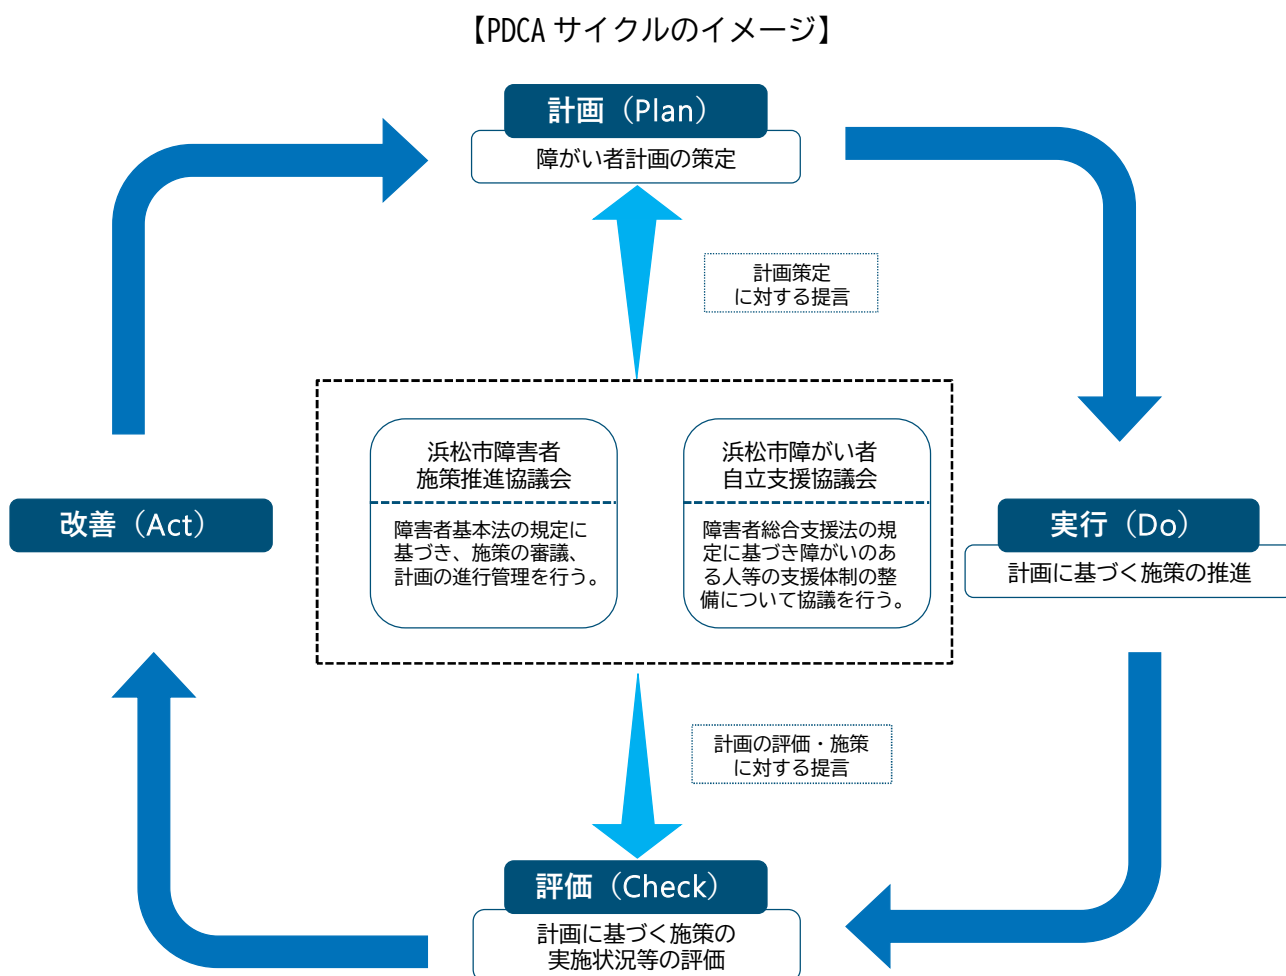 【PDCA サイクルのイメージ】
計画（Plan）
障がい者計画の策定
計画策定
に対する提言
浜松市障害者
施策推進協議会
障害者基本法の規定に
基づき、施策の審議、
計画の進行管理を行う。
浜松市障がい者
自立支援協議会
障害者総合支援法の規
定に基づき障がいのあ
る人等の支援体制の整
備について協議を行う。
改善（Act）
実行（Do）
計画に基づく施策の推進
計画の評価・施策
に対する提言
評価（Check）
計画に基づく施策の
実施状況等の評価